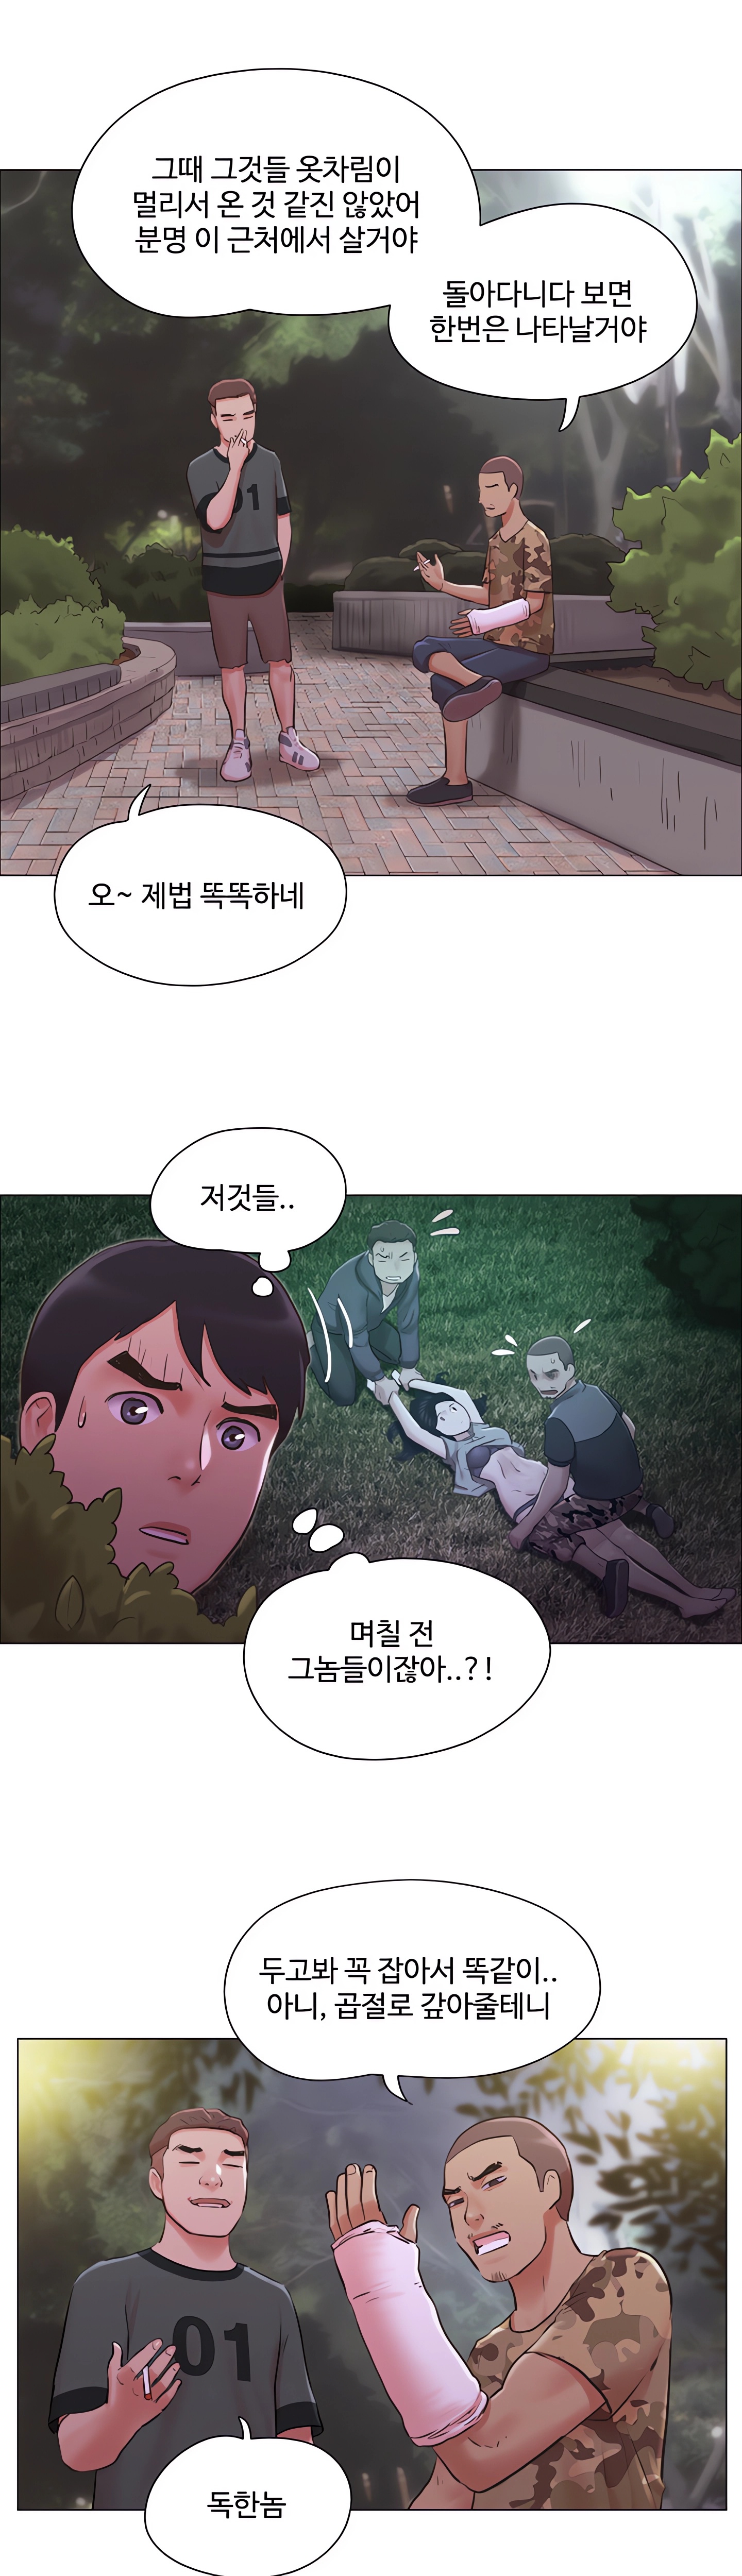 그때 그것들 옷차림이
멀리서 온 것 같진 않았어
분명 이 근처에서 살거야
돌아다니다 보면
한번은 나타날거야
01
오~ 제법 똑똑하네
저것들..
며칠 전
그놈들이잖아..?!
두고봐 꼭 잡아서 똑같이..
아니, 곱절로 갚아줄테니
01
독한놈